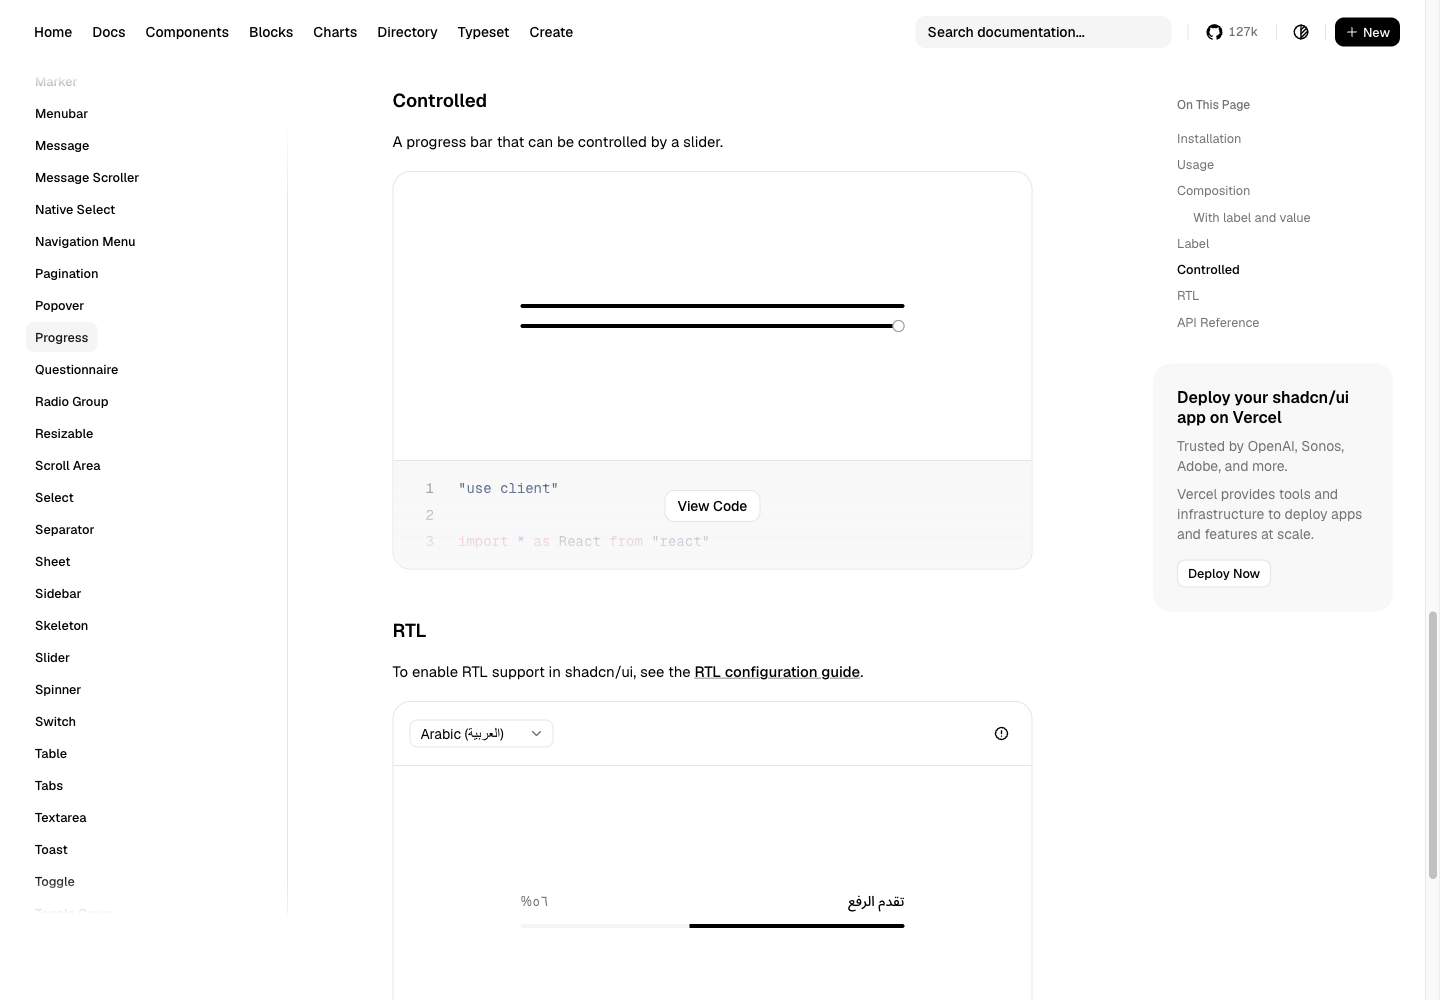 Home Docs Components Blocks Charts Directory Typeset Create
Search documentation...
127k
New
Marker
Menubar
Message
Message Scroller
Native Select
Navigation Menu
Pagination
Popover
Progress
Questionnaire
Radio Group
Resizable
Scroll Area
Select
Separator
Sheet
Sidebar
Skeleton
Slider
Spinner
Switch
Table
Tabs
Textarea
Toast
Toggle
Controlled
A progress bar that can be controlled by a slider.
1 "use client"
2
3 import * as React from "react"
View Code
RTL
To enable RTL support in shadcn/ui, see the RTL configuration guide.
Arabic (العربية)
تقدم الرفع
%٥٦
On This Page
Installation
Usage
Composition
With label and value
Label
Controlled
RTL
API Reference
Deploy your shadcn/ui
app on Vercel
Trusted by OpenAI, Sonos,
Adobe, and more.
Vercel provides tools and
infrastructure to deploy apps
and features at scale.
Deploy Now